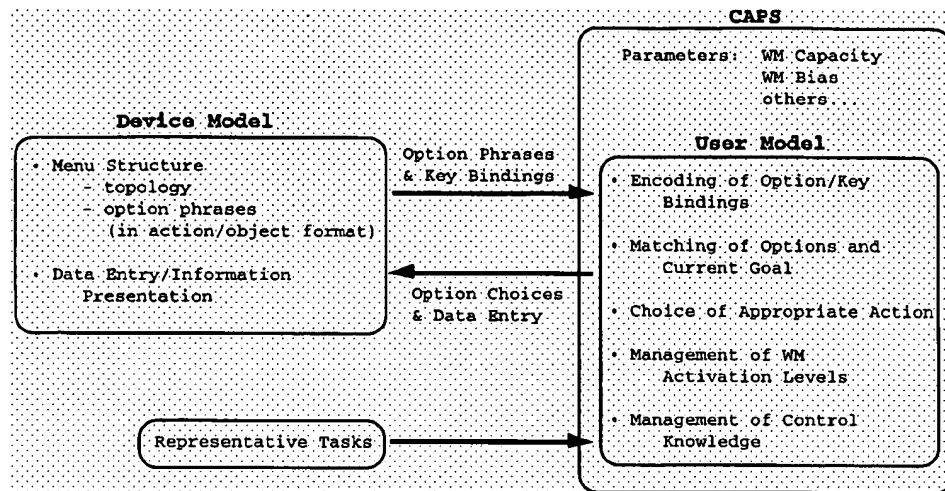 CAPS
Parameters: WM Capacity
WM Bias
others...
Device Model
• Menu Structure
- topology
- option phrases
(in action/object format)
• Data Entry/Information
Presentation
Option Phrases
& Key Bindings
Option Choices
& Data Entry
User Model
• Encoding of Option/Key
Bindings
• Matching of Options and
Current Goal
• Choice of Appropriate Action
• Management of WM
Activation Levels
• Management of Control
Knowledge
Representative Tasks